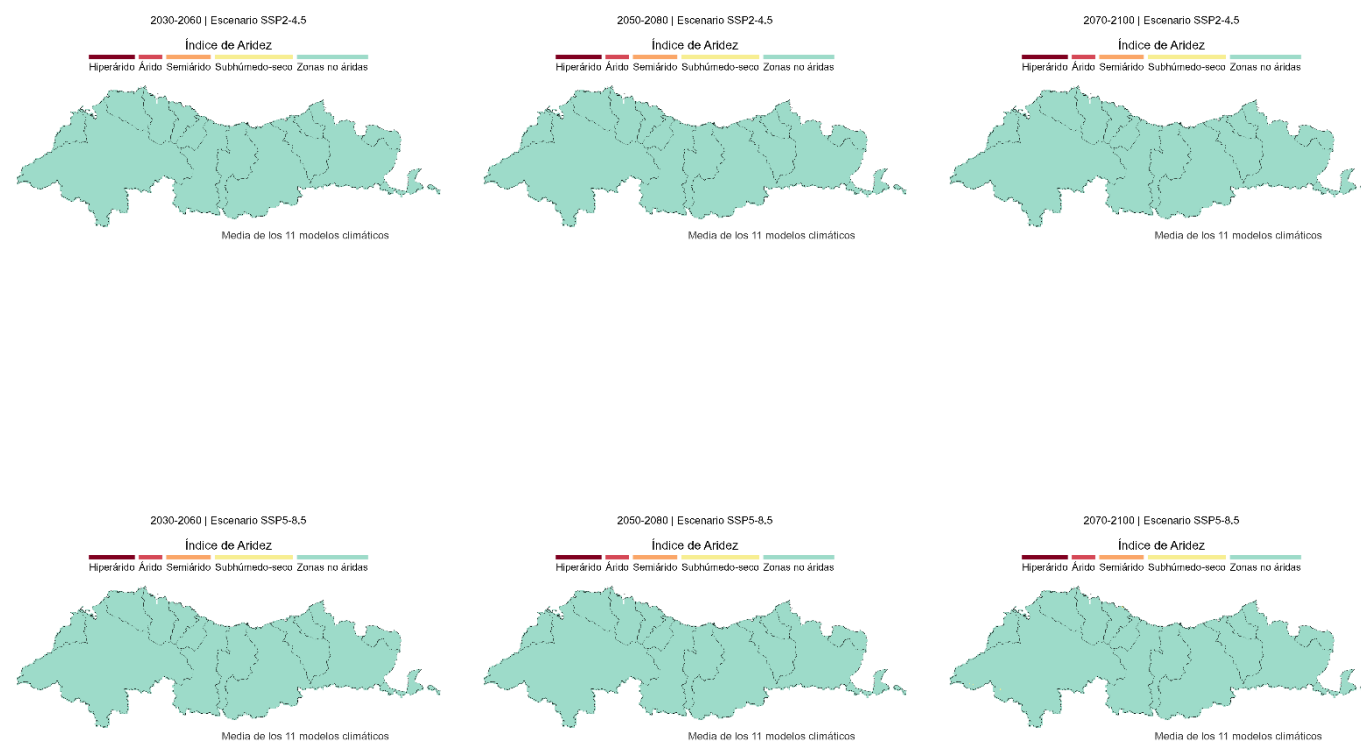 2030-2060 | Escenario SSP2-4.5
Índice de Aridez
Hiperárido Árido Semiárido Subhúmedo-seco Zonas no áridas
Media de los 11 modelos climáticos
2050-2080 | Escenario SSP2-4.5
Índice de Aridez
Hiperárido Árido Semiárido Subhúmedo-seco Zonas no áridas
Media de los 11 modelos climáticos
2070-2100 | Escenario SSP2-4.5
Índice de Aridez
Hiperárido Árido Semiárido Subhúmedo-seco Zonas no áridas
Media de los 11 modelos climáticos
2030-2060 | Escenario SSP5-8.5
Índice de Aridez
Hiperárido Árido Semiárido Subhúmedo-seco Zonas no áridas
Media de los 11 modelos climáticos
2050-2080 | Escenario SSP5-8.5
Índice de Aridez
Hiperárido Árido Semiárido Subhúmedo-seco Zonas no áridas
Media de los 11 modelos climáticos
2070-2100 | Escenario SSP5-8.5
Índice de Aridez
Hiperárido Árido Semiárido Subhúmedo-seco Zonas no áridas
Media de los 11 modelos climáticos